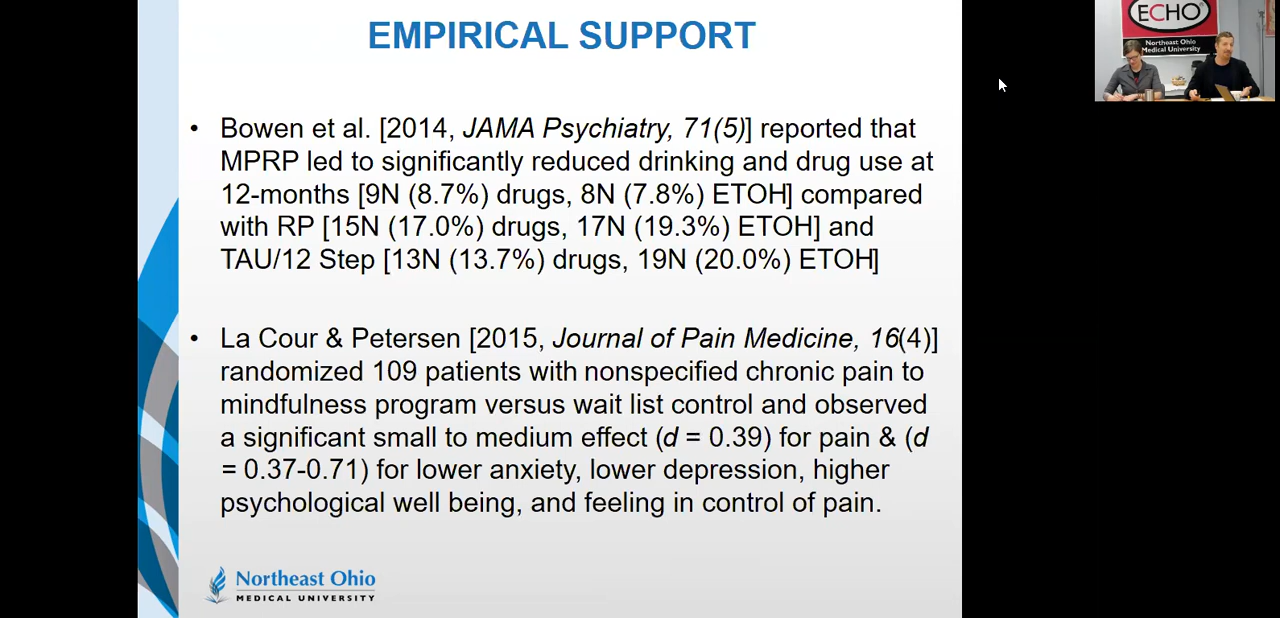 EMPIRICAL SUPPORT
• Bowen et al. [2014, JAMA Psychiatry, 71(5)] reported that
MPRP led to significantly reduced drinking and drug use at
12-months [9N (8.7%) drugs, 8N (7.8%) ETOH] compared
with RP [15N (17.0%) drugs, 17N (19.3%) ETOH] and
TAU/12 Step [13N (13.7%) drugs, 19N (20.0%) ETOH]
• La Cour & Petersen [2015, Journal of Pain Medicine, 16(4)]
randomized 109 patients with nonspecified chronic pain to
mindfulness program versus wait list control and observed
a significant small to medium effect (d = 0.39) for pain & (d
= 0.37-0.71) for lower anxiety, lower depression, higher
psychological well being, and feeling in control of pain.
Northeast Ohio
MEDICAL UNIVERSITY
ECHO
Northeast Ohio
Medical University